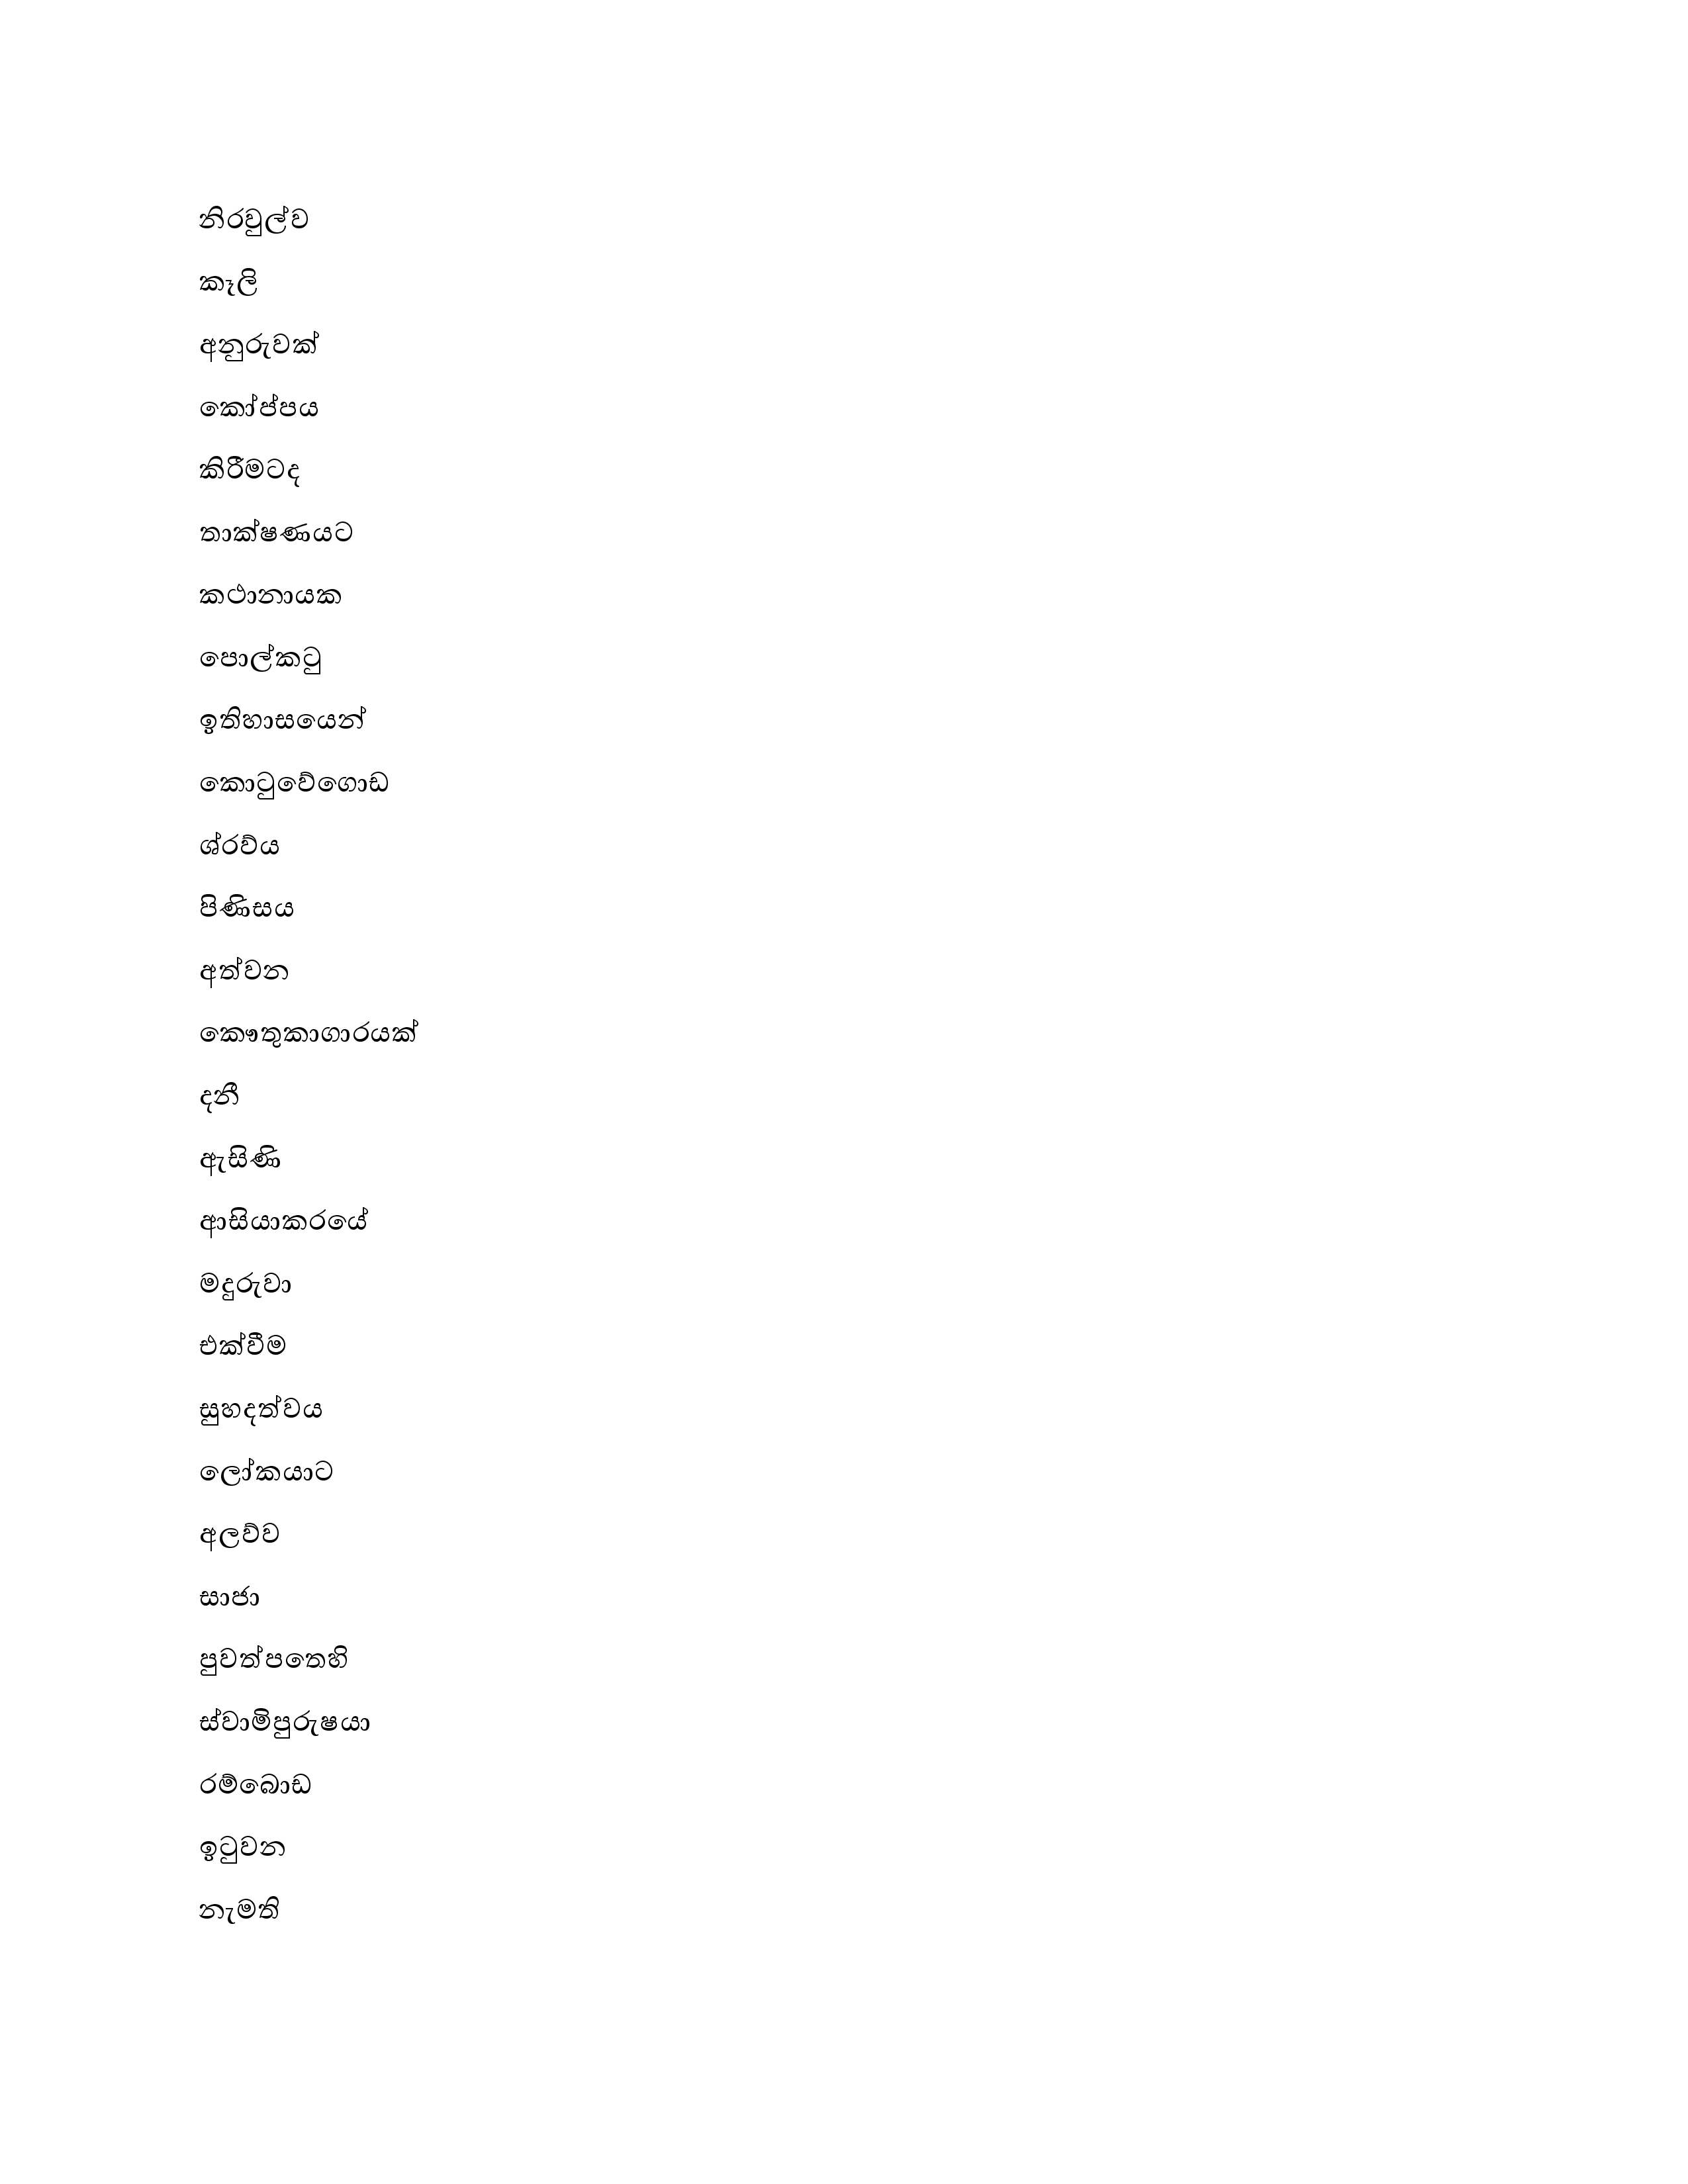 නිරවුල්ව
කෑලි
අනුරුවක්
කෝප්පය
කිරීමටද
තාක්ෂණයට
කථානායක
පොල්කටු
ඉතිහාසයෙන්
කොටුවේගොඩ
ශ්රව්ය
පිණිසය
අත්වන
කෞතුකාගාරයක්
දනී
ඇසිණි
ආසියාකරයේ
මදුරුවා
එක්වීම
සුහදත්වය
ලෝකයාට
අලව්ව
සාජා
පුවත්පතෙහි
ස්වාමිපුරුෂයා
රම්බොඩ
ඉටුවන
නැමති